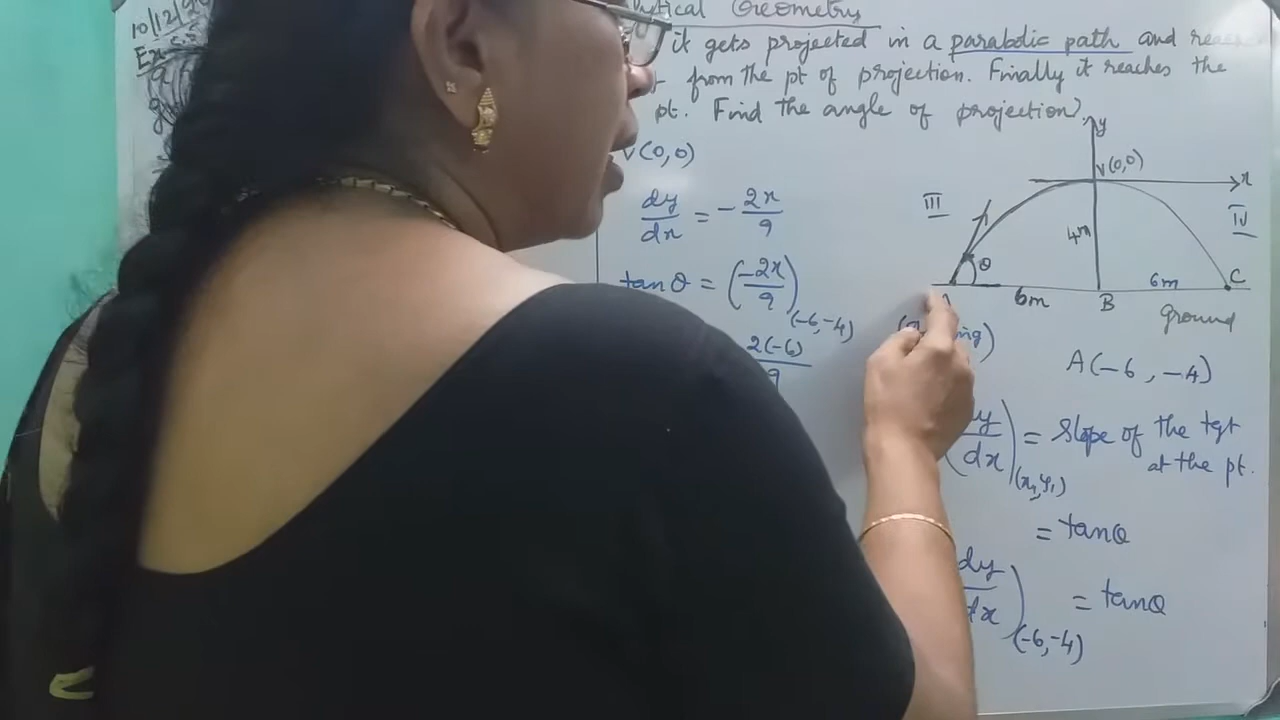 10/12/
Ex
Geometry
it gets projected in a parabolic path and
from the pt of projection. Finally it reaches the
pt. Find the angle of projection?
V(0,0)
dy/dx = - 2x/9
tanθ = (-2x/9)(-6,-4)
2(-6)/9
y
V(0,0)
x
III
IV
4m
θ
6m
B
6m
C
ground
A(-6, -4)
dy/dx)(x₁,y₁) = slope of the tgt
at the pt.
= tanθ
dy/dx)(-6,-4) = tanθ